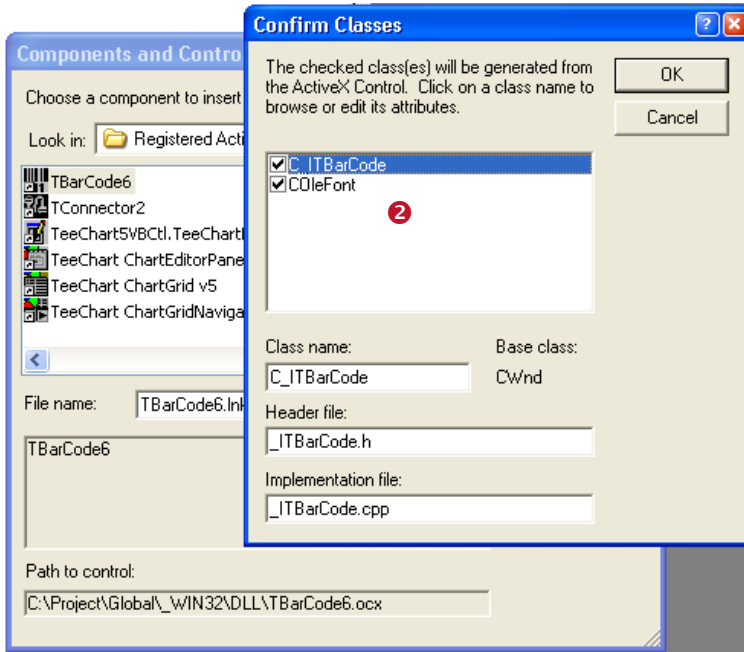 Confirm Classes
The checked class(es) will be generated from
the ActiveX Control. Click on a class name to
browse or edit its attributes.
OK
Cancel
C_ITBarCode
COleFont
2
Class name:
Base class:
C_ITBarCode
CWnd
Header file:
_ITBarCode.h
Implementation file:
_ITBarCode.cpp
Components and Contro
Choose a component to insert
Look in:
Registered Acti
TBarCode6
TConnector2
TeeChart5VBCtl.TeeChart
TeeChart ChartEditorPane
TeeChart ChartGrid v5
TeeChart ChartGridNaviga
File name:
TBarCode6.lnk
TBarCode6
Path to control:
C:\Project\Global\_WIN32\DLL\TBarCode6.ocx